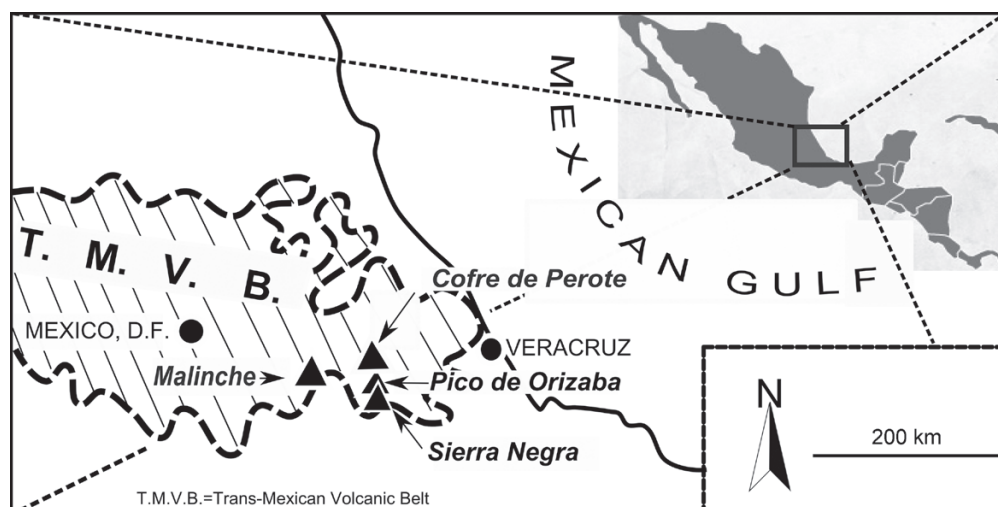 MEXICAN GULF
T. M. V. B.
Cofre de Perote
MEXICO, D.F.
VERACRUZ
Malinche
Pico de Orizaba
Sierra Negra
N
200 km
T.M.V.B.=Trans-Mexican Volcanic Belt